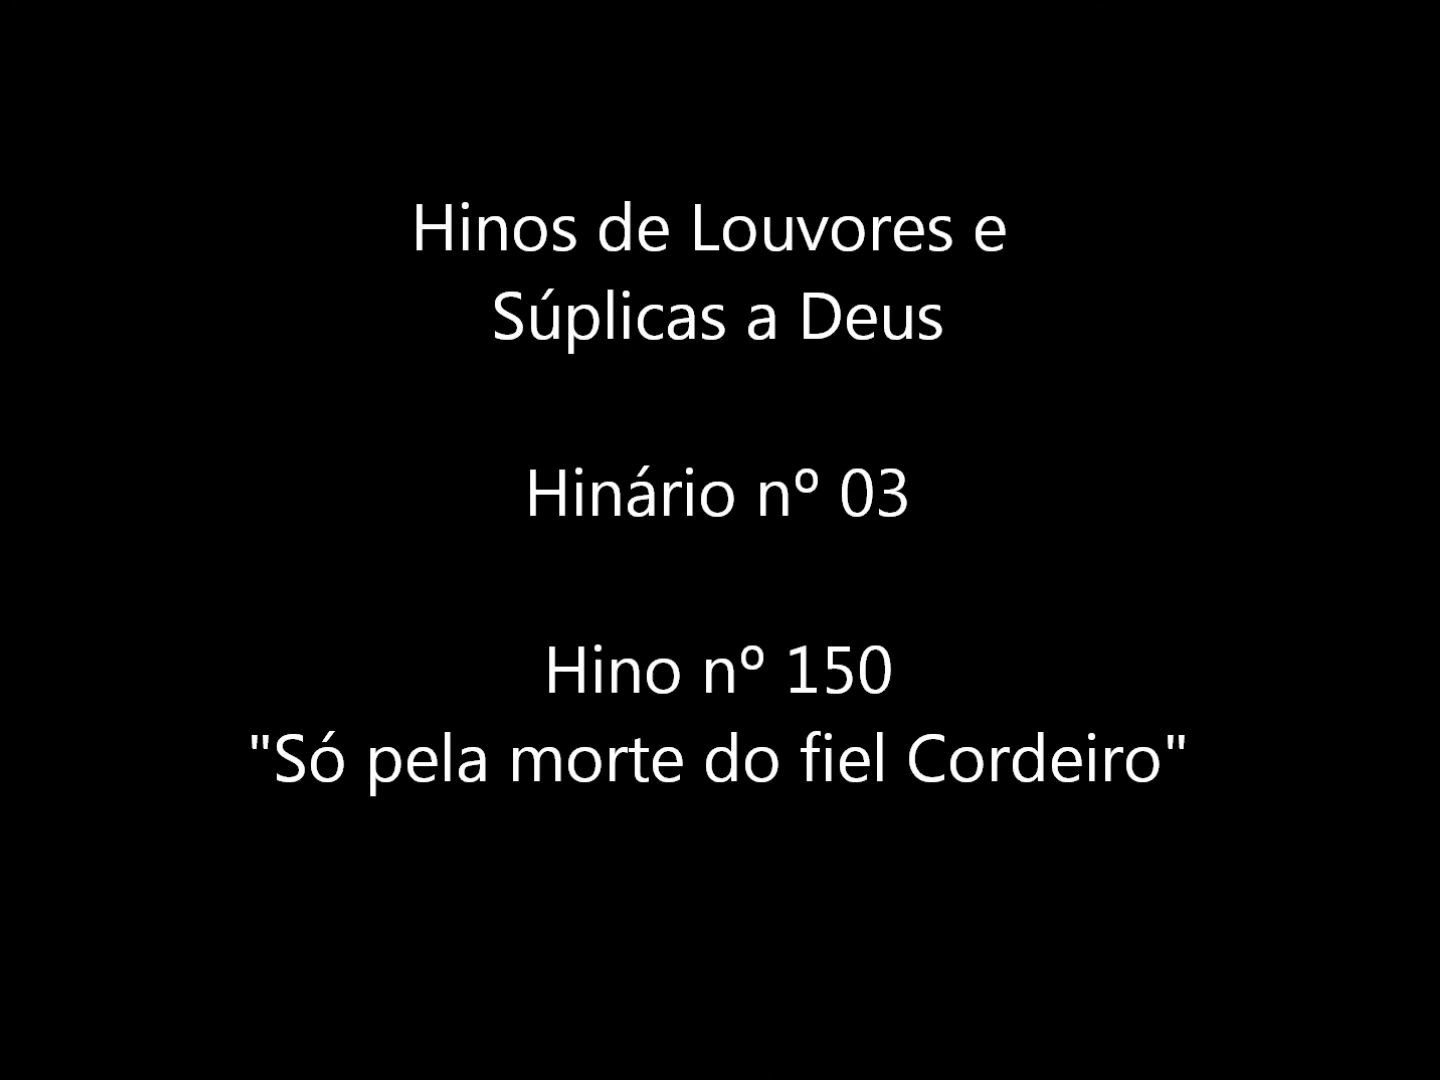 Hinos de Louvores e
Súplicas a Deus
Hinário nº 03
Hino nº 150
"Só pela morte do fiel Cordeiro"